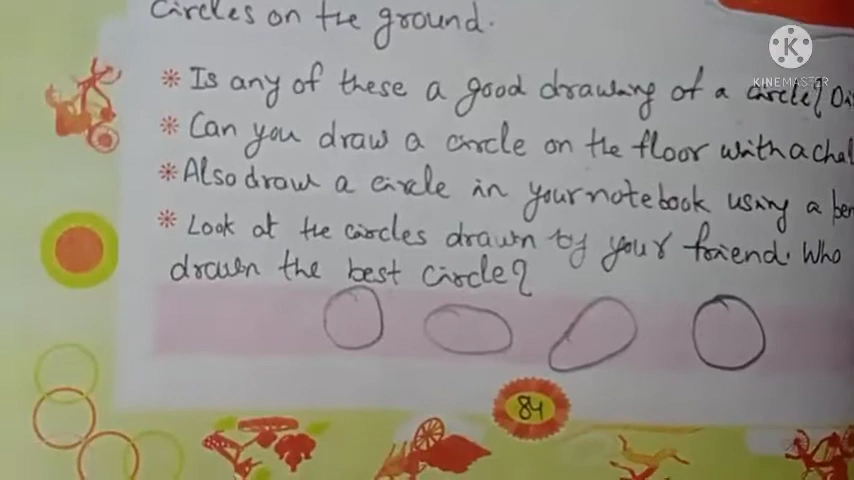 circles on the ground.
* Is any of these a good drawing of a circle?
* Can you draw a circle on the floor with a
* Also draw a circle in your notebook using a
* Look at the circles drawn by your friend. Who
drawn the best circle?
84
K
KINEMASTER